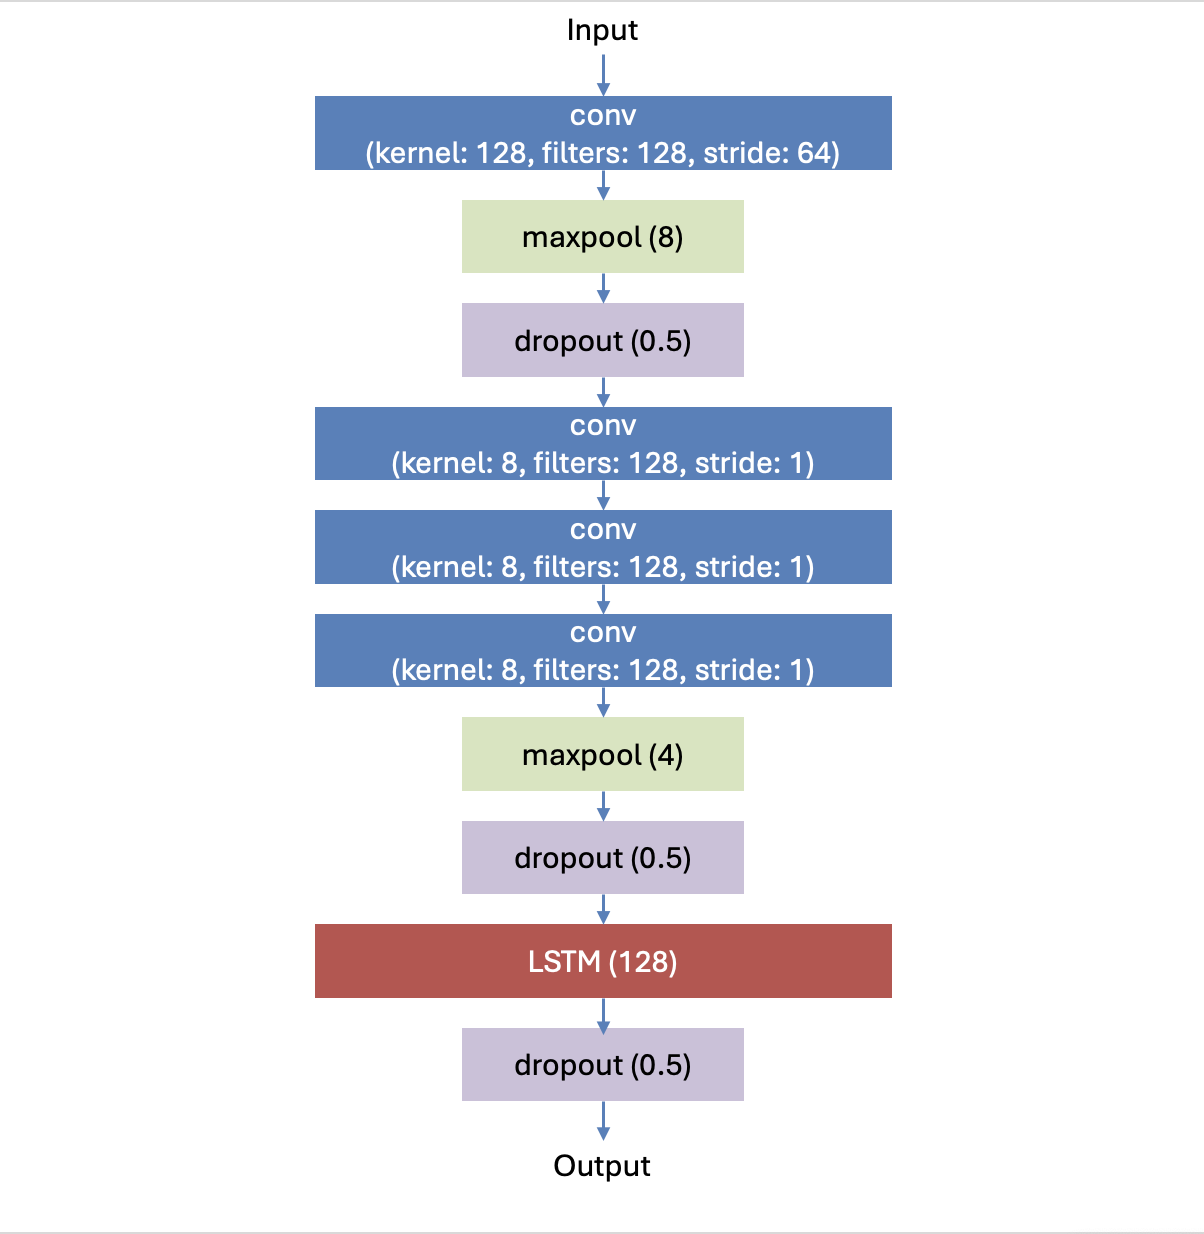 Input
conv
(kernel: 128, filters: 128, stride: 64)
maxpool (8)
dropout (0.5)
conv
(kernel: 8, filters: 128, stride: 1)
conv
(kernel: 8, filters: 128, stride: 1)
conv
(kernel: 8, filters: 128, stride: 1)
maxpool (4)
dropout (0.5)
LSTM (128)
dropout (0.5)
Output